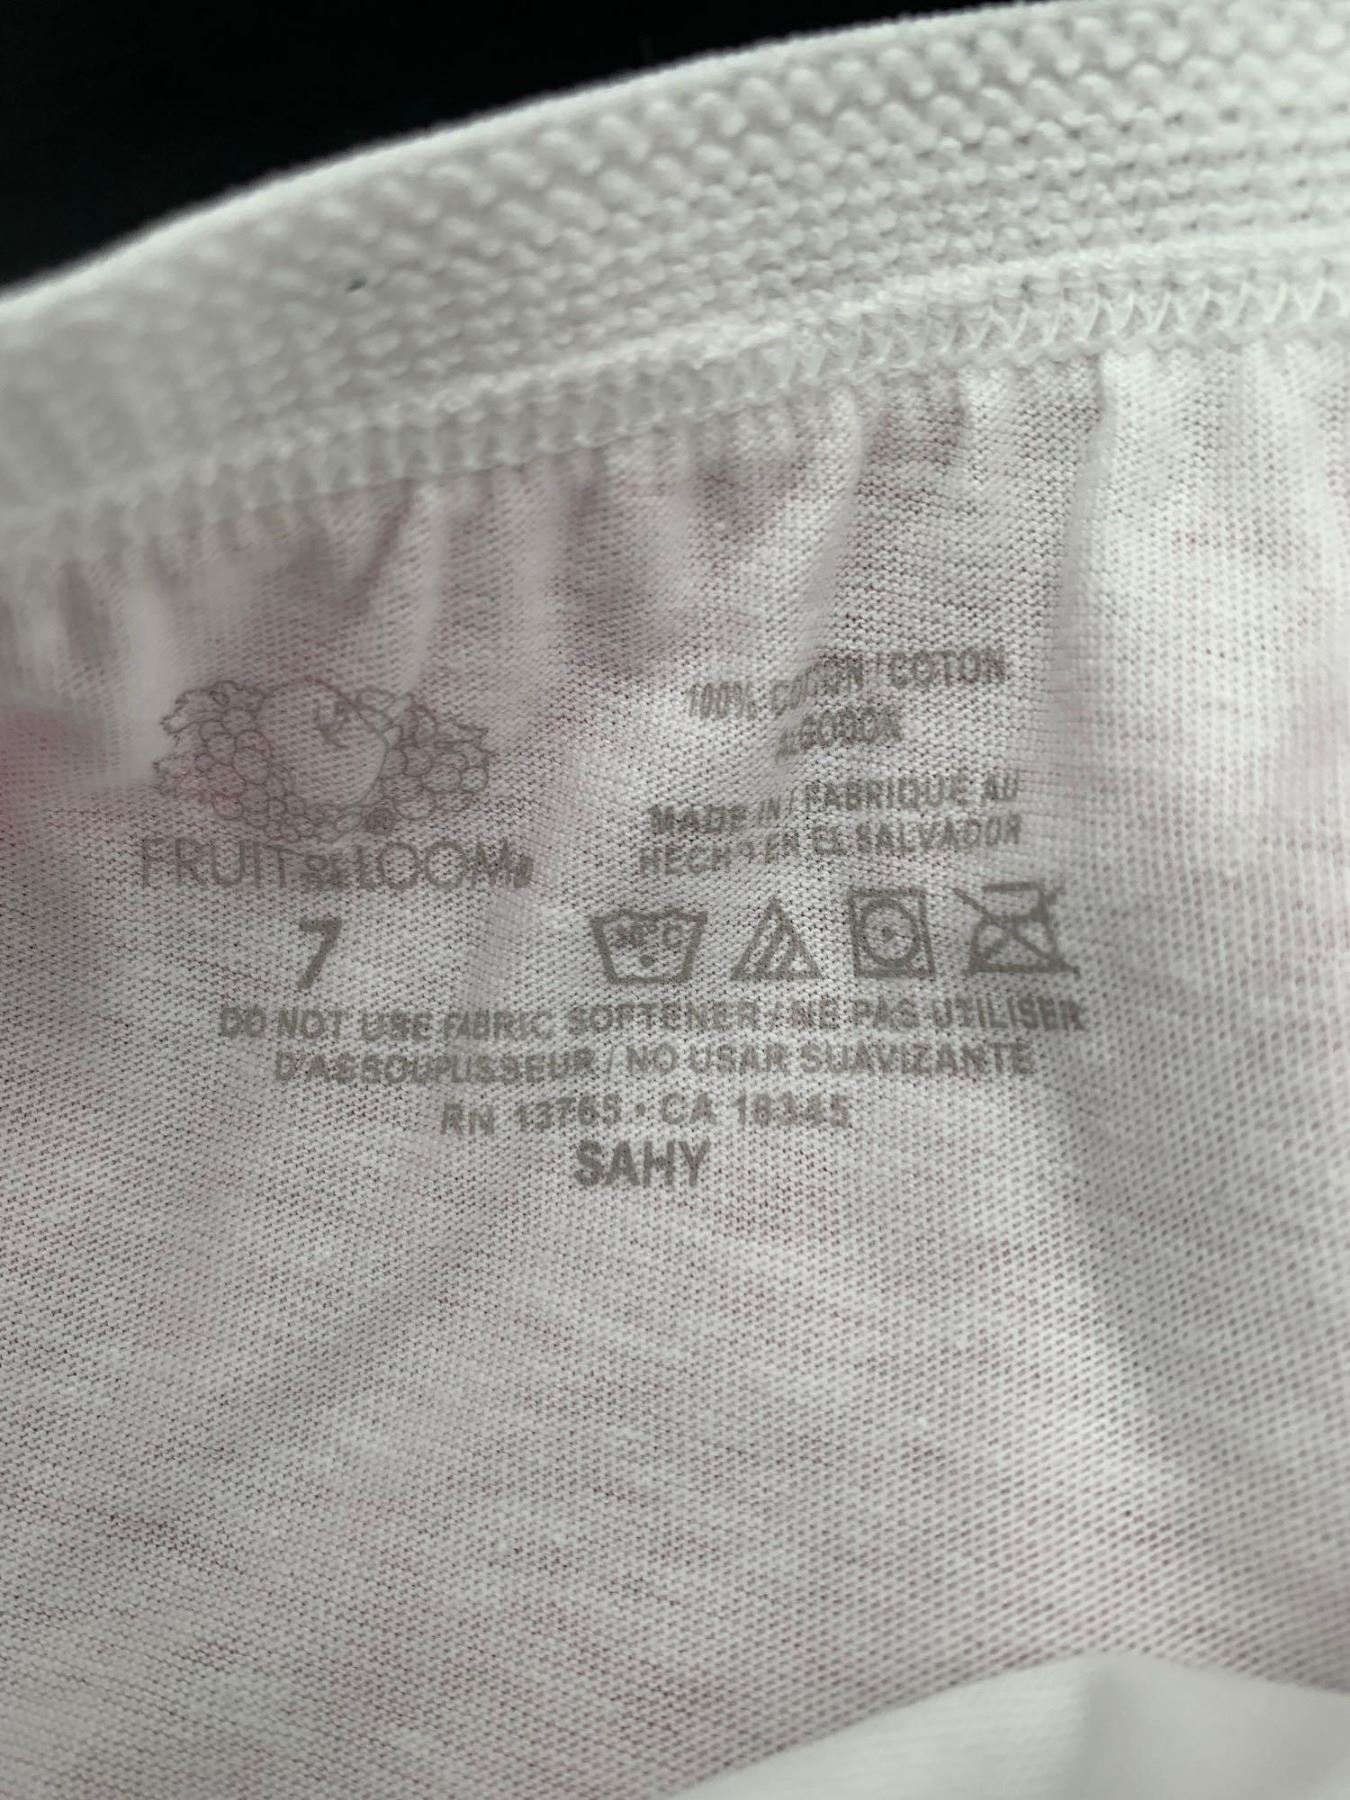 FRUIT OF THE LOOM®
7
100% COTTON / COTON
ALGODON
MADE IN / FABRIQUÉ AU
HECHO EN EL SALVADOR
DO NOT USE FABRIC SOFTENER / NE PAS UTILISER
D'ASSOUPLISSEUR / NO USAR SUAVIZANTE
RN 13765 • CA 18345
SAHY